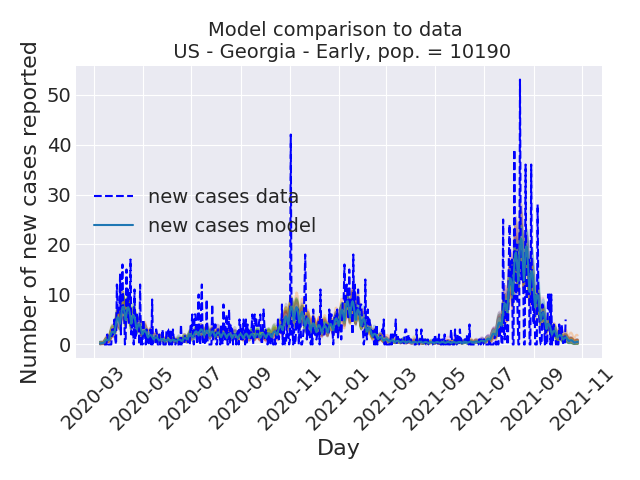 Model comparison to data
US - Georgia - Early, pop. = 10190
Number of new cases reported
50
40
30
20
10
0
new cases data
new cases model
2020-03
2020-05
2020-07
2020-09
2020-11
2021-01
2021-03
2021-05
2021-07
2021-09
2021-11
Day